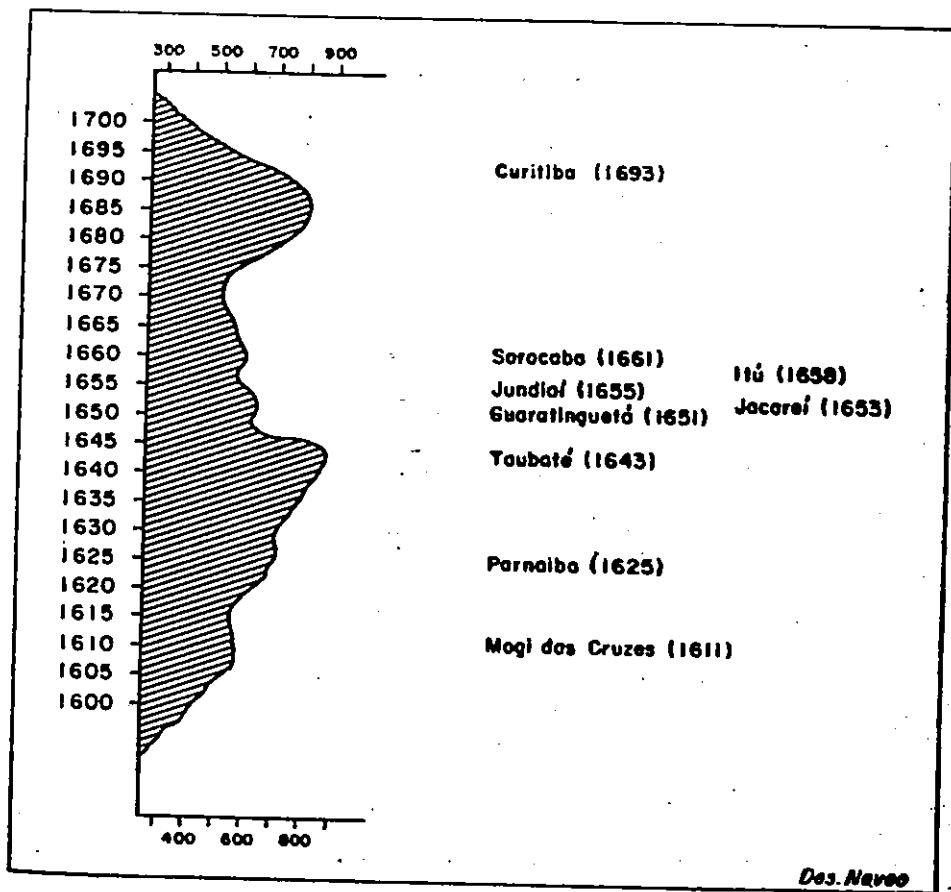 300 500 700 900
1700
1695
1690
1685
1680
1675
1670
1665
1660
1655
1650
1645
1640
1635
1630
1625
1620
1615
1610
1605
1600
Curitiba (1693)
Sorocaba (1661)
Itú (1658)
Jundiaí (1655)
Jacareí (1653)
Guaratinguetá (1651)
Taubaté (1643)
Parnaiba (1625)
Mogi das Cruzes (1611)
400 600 800
Des. Navao